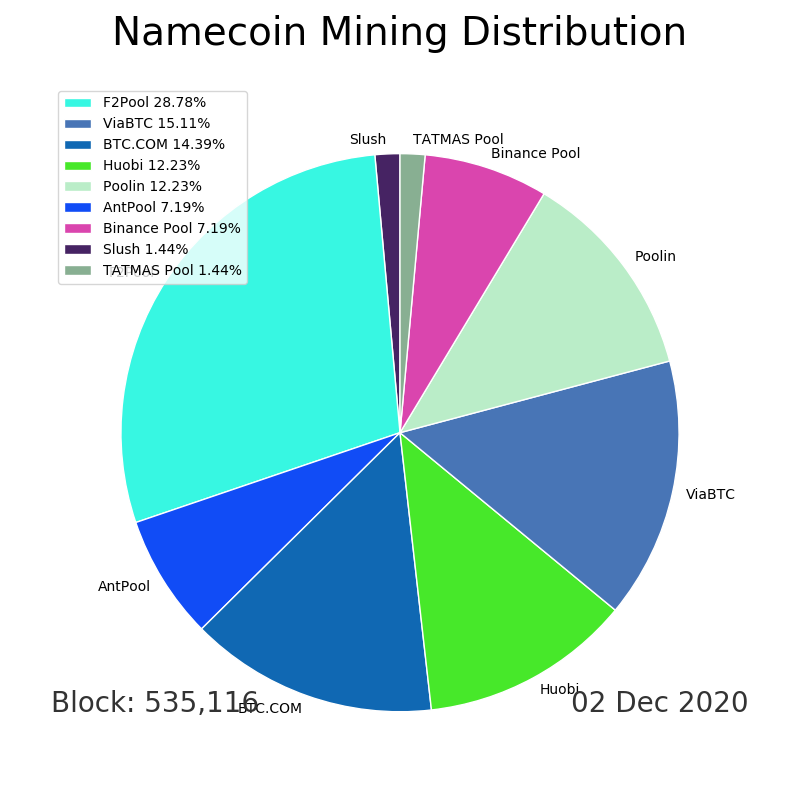 Namecoin Mining Distribution
F2Pool 28.78%
ViaBTC 15.11%
BTC.COM 14.39%
Huobi 12.23%
Poolin 12.23%
AntPool 7.19%
Binance Pool 7.19%
Slush 1.44%
TATMAS Pool 1.44%
Slush
TATMAS Pool
Binance Pool
Poolin
ViaBTC
AntPool
Huobi
BTC.COM
Block: 535,116
02 Dec 2020